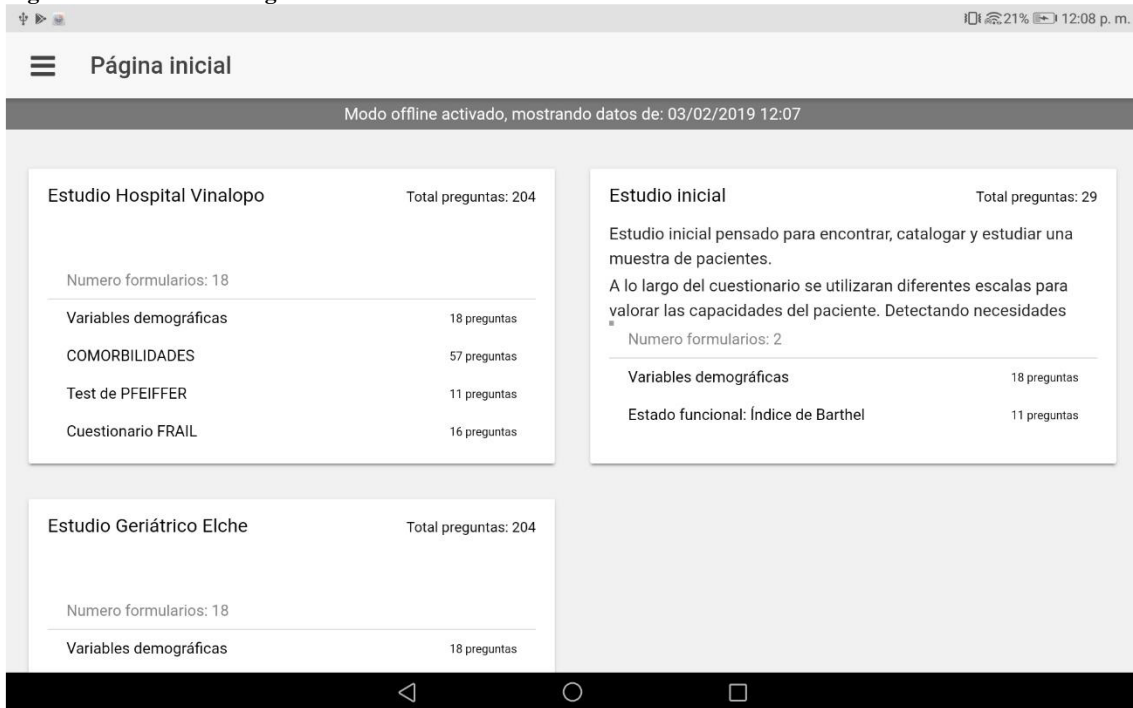 21% 12:08 p. m.
Página inicial
Modo offline activado, mostrando datos de: 03/02/2019 12:07
Estudio Hospital Vinalopo
Total preguntas: 204
Numero formularios: 18
Variables demográficas 18 preguntas
COMORBILIDADES 57 preguntas
Test de PFEIFFER 11 preguntas
Cuestionario FRAIL 16 preguntas
Estudio inicial
Total preguntas: 29
Estudio inicial pensado para encontrar, catalogar y estudiar una
muestra de pacientes.
A lo largo del cuestionario se utilizaran diferentes escalas para
valorar las capacidades del paciente. Detectando necesidades
Numero formularios: 2
Variables demográficas 18 preguntas
Estado funcional: Índice de Barthel 11 preguntas
Estudio Geriátrico Elche
Total preguntas: 204
Numero formularios: 18
Variables demográficas 18 preguntas